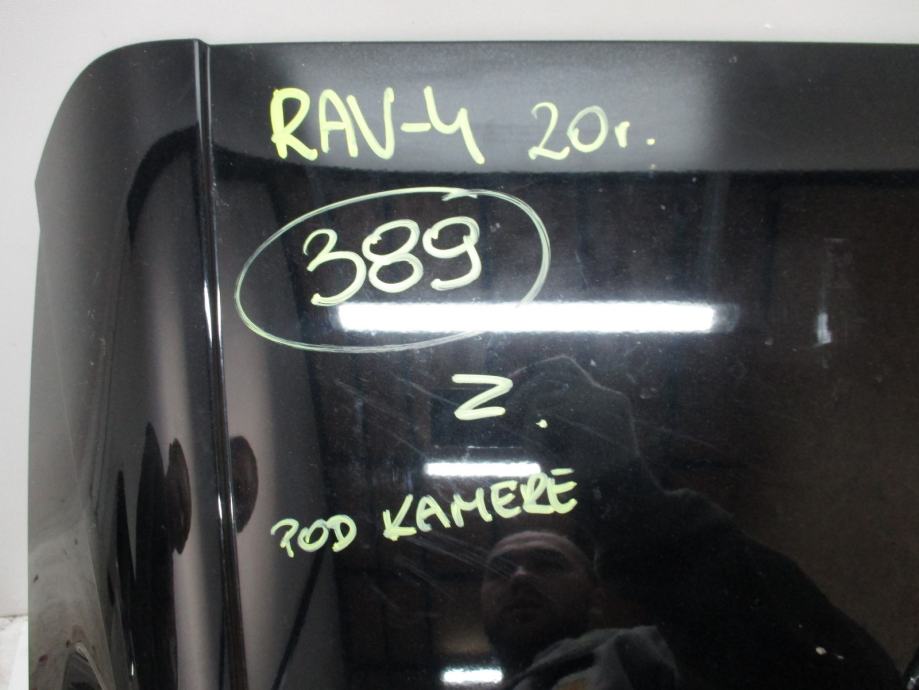 RAV-4 20r.
389
Z.
POD KAMERE